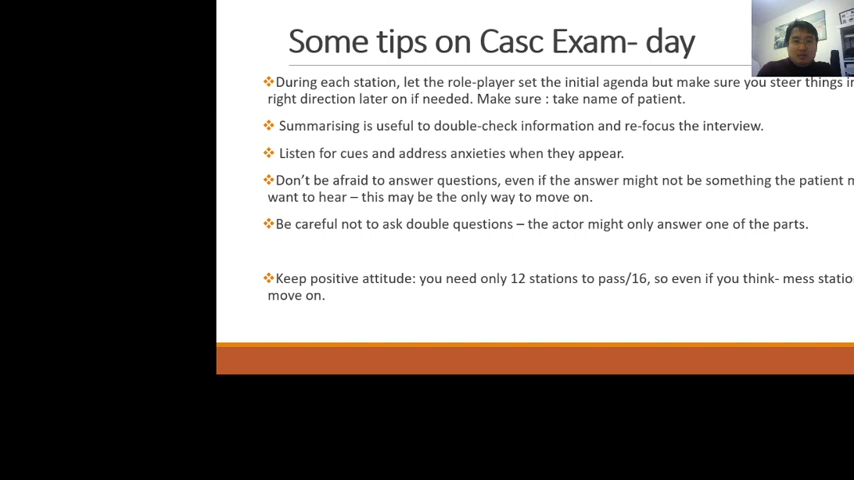 Some tips on Casc Exam- day
❖During each station, let the role-player set the initial agenda but make sure you steer things
right direction later on if needed. Make sure : take name of patient.
❖ Summarising is useful to double-check information and re-focus the interview.
❖ Listen for cues and address anxieties when they appear.
❖Don’t be afraid to answer questions, even if the answer might not be something the patient
want to hear – this may be the only way to move on.
❖Be careful not to ask double questions – the actor might only answer one of the parts.
❖Keep positive attitude: you need only 12 stations to pass/16, so even if you think- mess
move on.